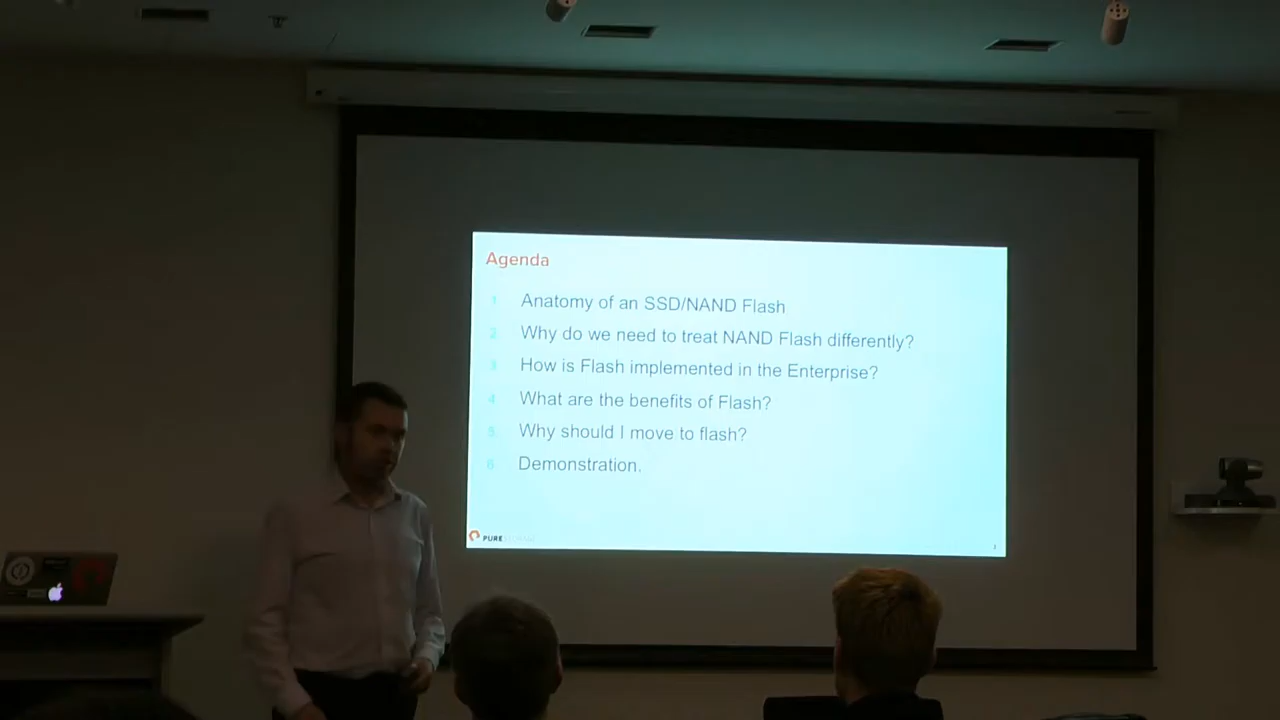 Agenda
1 Anatomy of an SSD/NAND Flash
2 Why do we need to treat NAND Flash differently?
3 How is Flash implemented in the Enterprise?
4 What are the benefits of Flash?
5 Why should I move to flash?
6 Demonstration.
PURESTORAGE